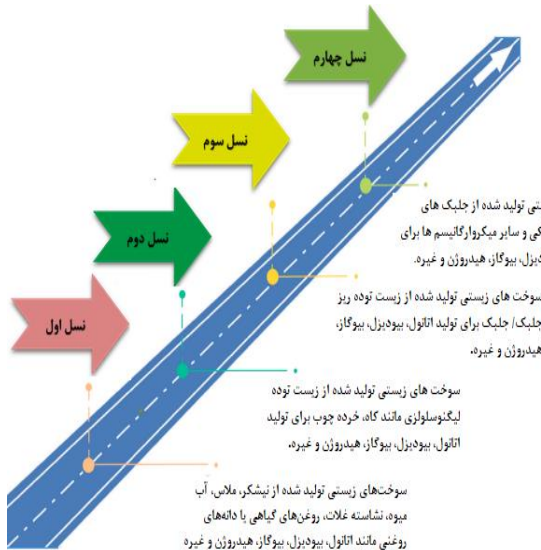 نسل چهارم
نسل سوم
نسل دوم
نسل اول
تولید شده از جلبک های
و سایر میکروارگانیسم ها برای
بیوگاز، هیدروژن و غیره.
سوخت های زیستی تولید شده از زیست توده ریز
جلبک/ جلبک برای تولید اتانول، بیودیزل، بیوگاز،
هیدروژن و غیره.
سوخت های زیستی تولید شده از زیست توده
لیگنوسلولزی مانند کاه، خرده چوب برای تولید
اتانول، بیودیزل، بیوگاز، هیدروژن و غیره.
سوخت‌های زیستی تولید شده از نیشکر، ملاس، آب
میوه، نشاسته غلات، روغن‌های گیاهی یا دانه‌های
روغنی مانند اتانول، بیودیزل، بیوگاز، هیدروژن و غیره